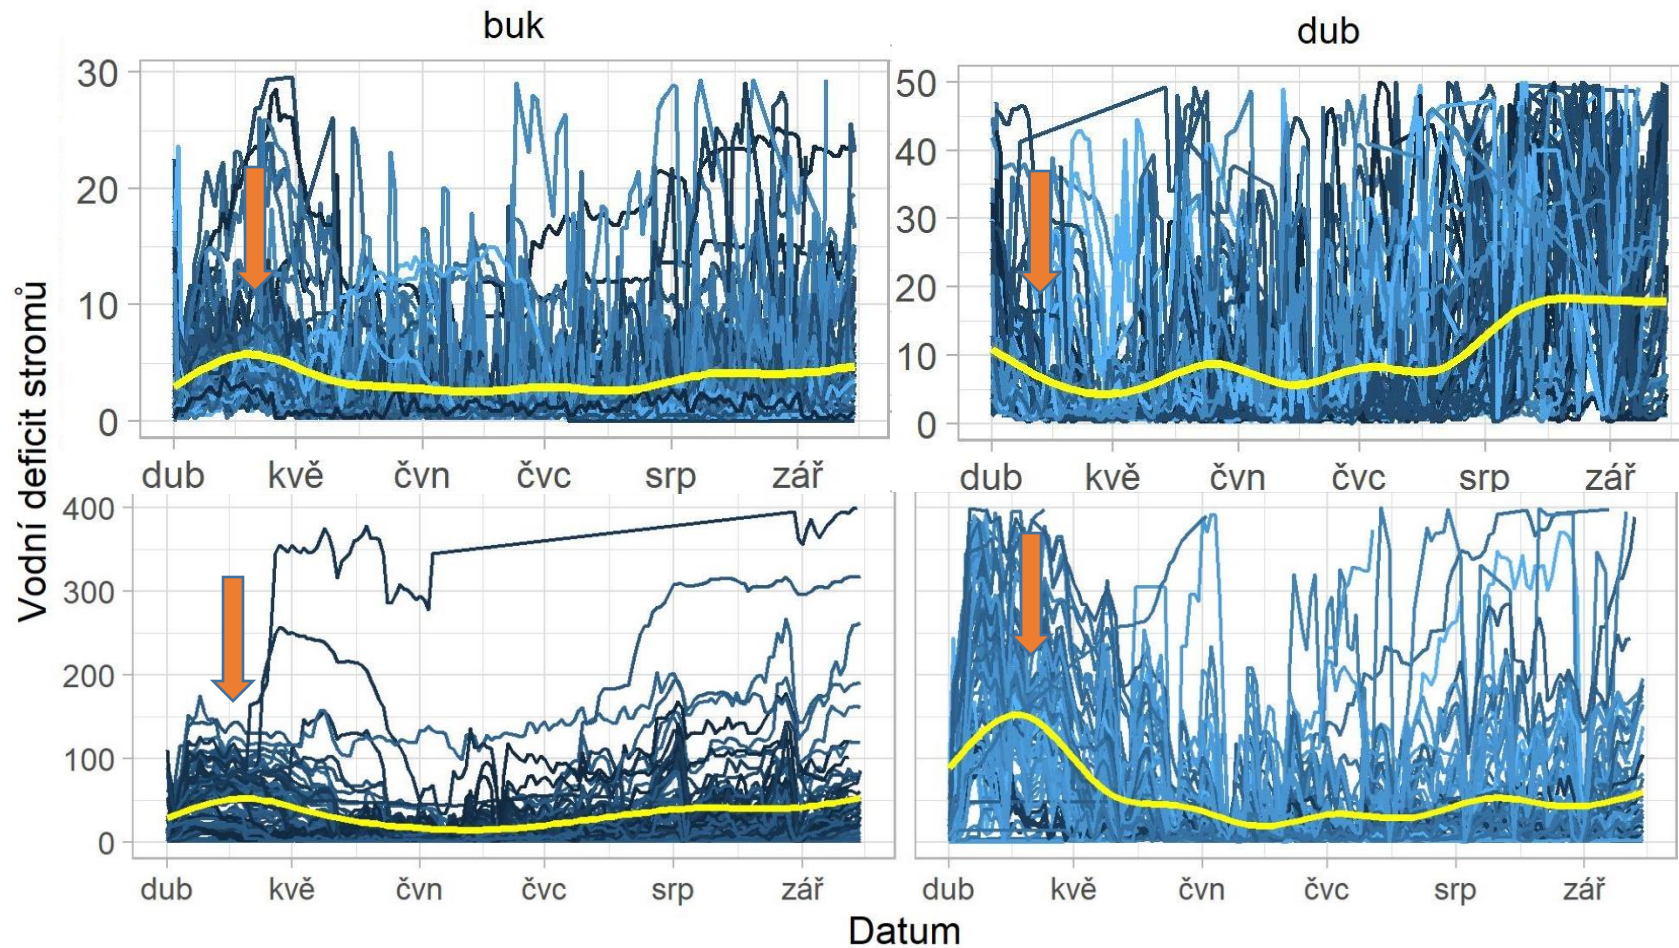 buk
dub
Vodní deficit stromů
30
20
10
0
dub kvě čvn čvc srp zář
50
40
30
20
10
0
dub kvě čvn čvc srp zář
400
300
200
100
0
dub kvě čvn čvc srp zář
dub kvě čvn čvc srp zář
Datum